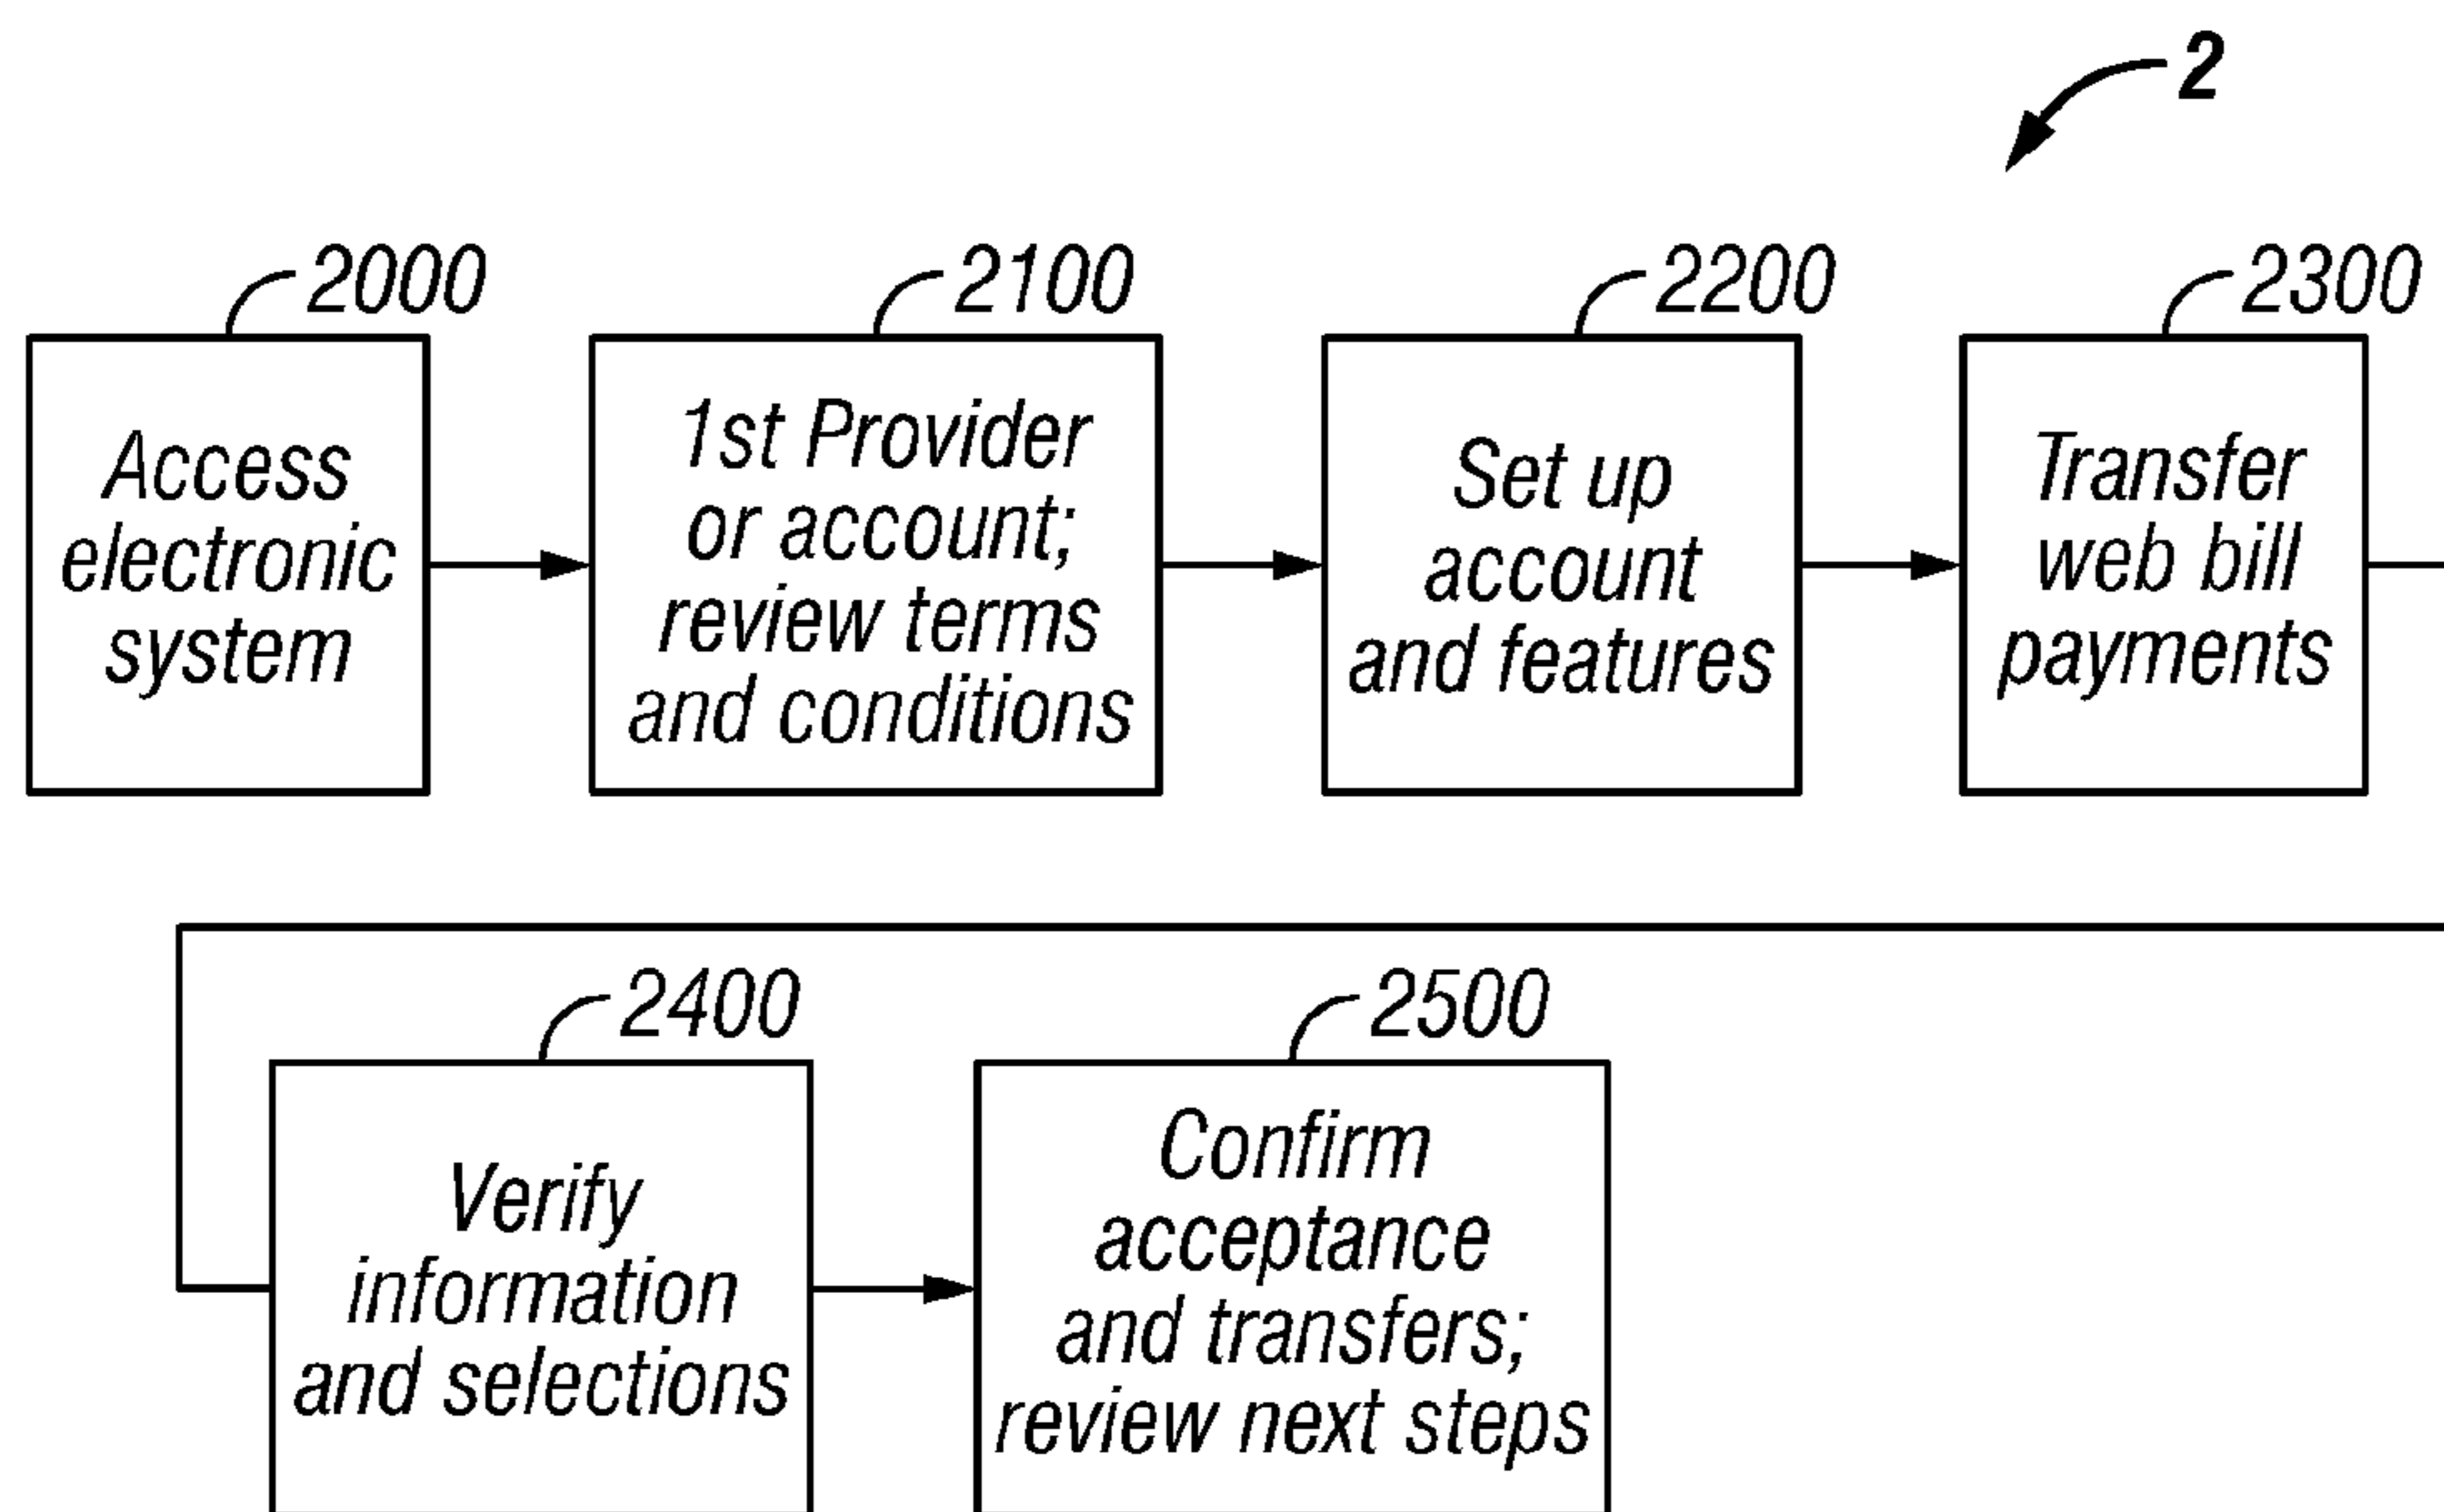 2
2000
Access
electronic
system
2100
1st Provider
or account;
review terms
and conditions
2200
Set up
account
and features
2300
Transfer
web bill
payments
2400
Verify
information
and selections
2500
Confirm
acceptance
and transfers;
review next steps